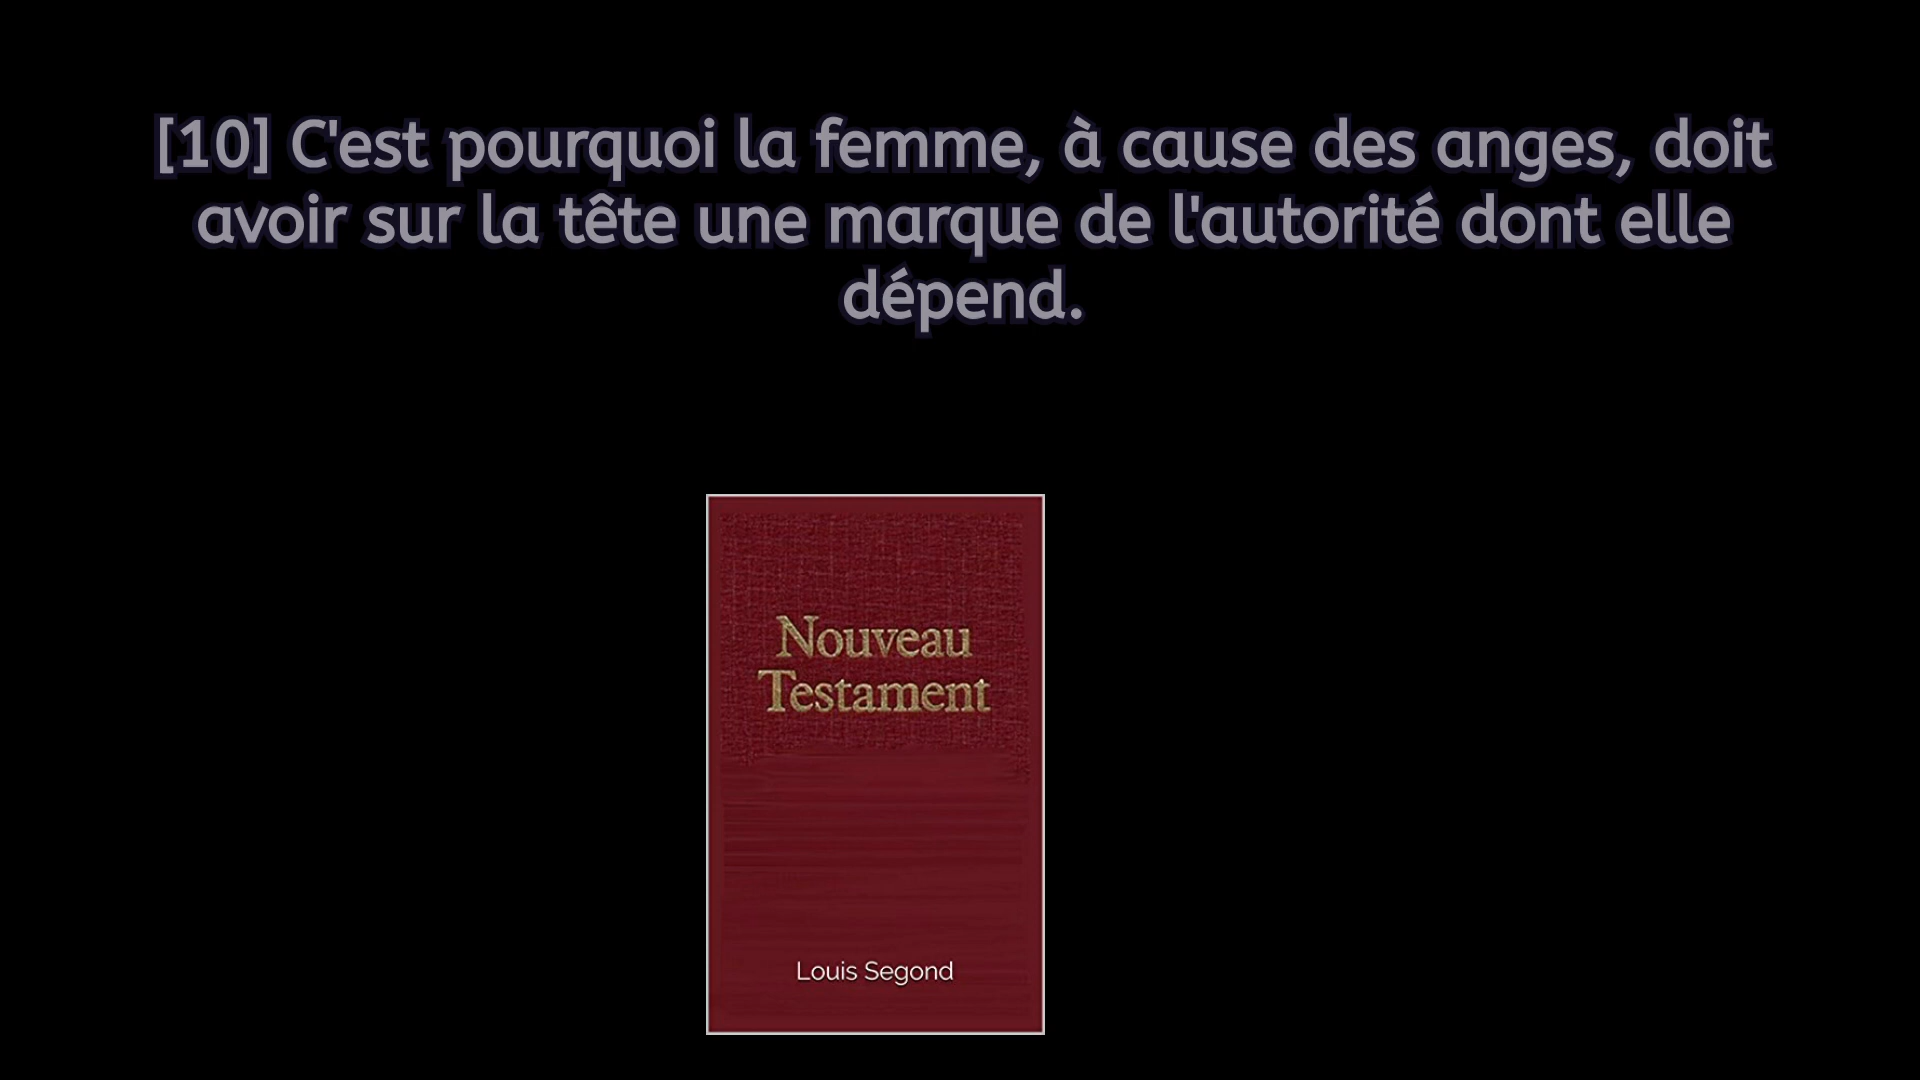 [10] C'est pourquoi la femme, à cause des anges, doit
avoir sur la tête une marque de l'autorité dont elle
dépend.
Nouveau
Testament
Louis Segond